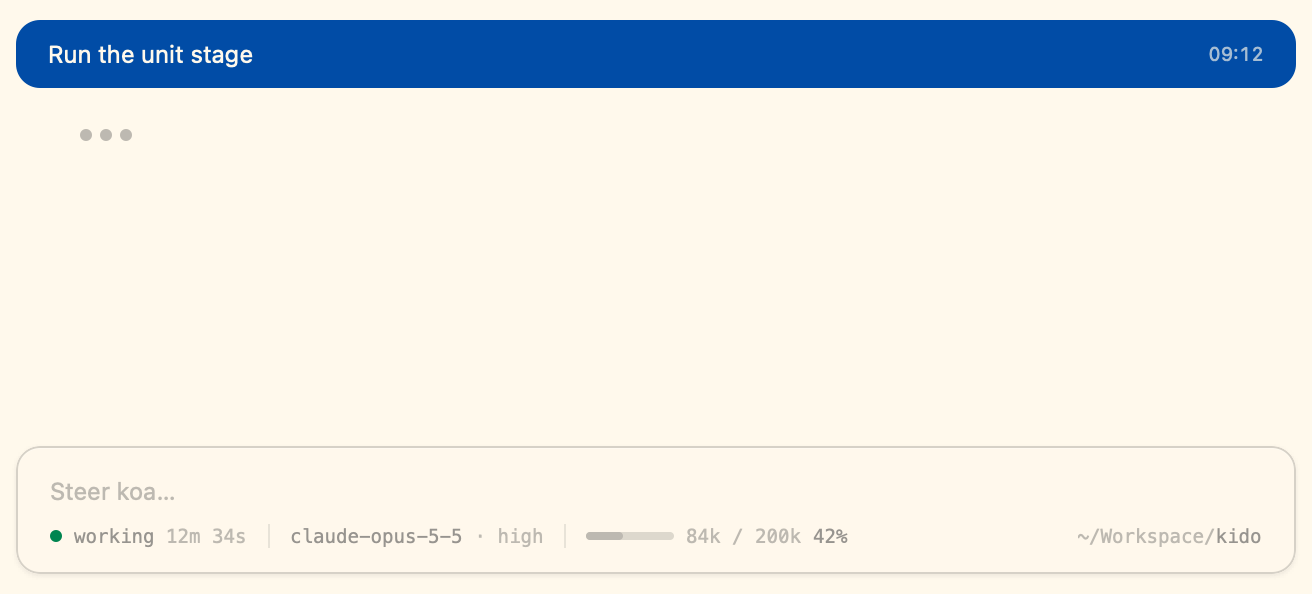 Run the unit stage 09:12
Steer koa...
working 12m 34s claude-opus-5-5 · high 84k / 200k 42% ~/Workspace/kido